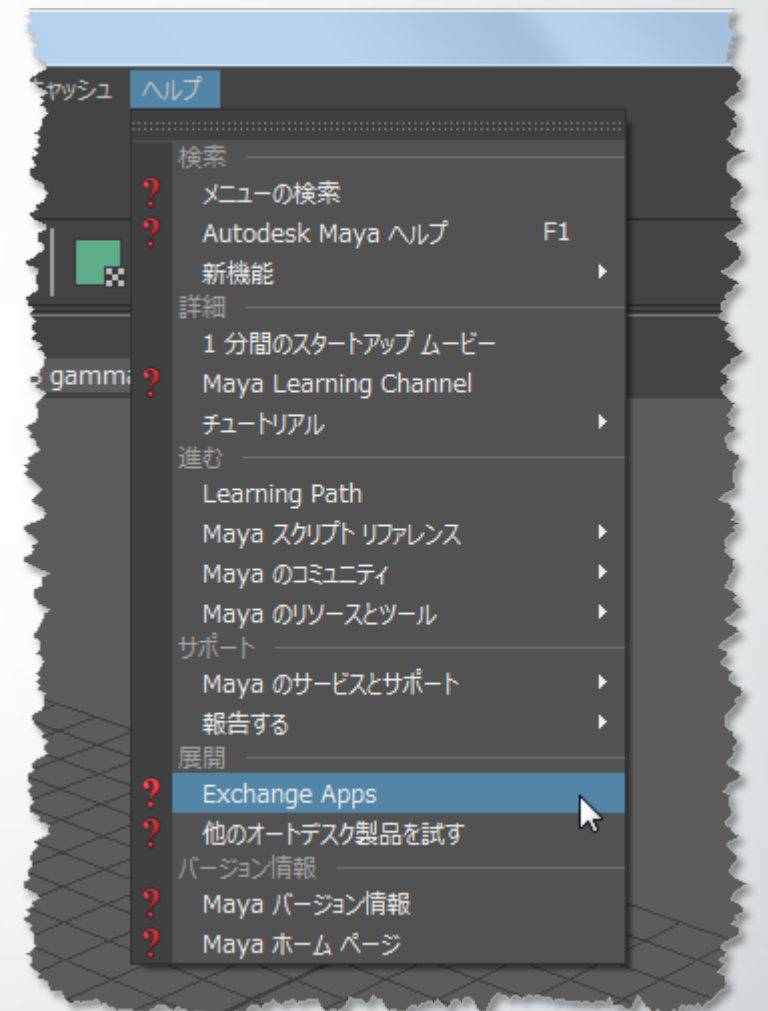 キャッシュ ヘルプ
検索
メニューの検索
Autodesk Maya ヘルプ F1
新機能
詳細
1 分間のスタートアップ ムービー
gamma
Maya Learning Channel
チュートリアル
進む
Learning Path
Maya スクリプト リファレンス
Maya のコミュニティ
Maya のリソースとツール
サポート
Maya のサービスとサポート
報告する
展開
Exchange Apps
他のオートデスク製品を試す
バージョン情報
Maya バージョン情報
Maya ホーム ページ